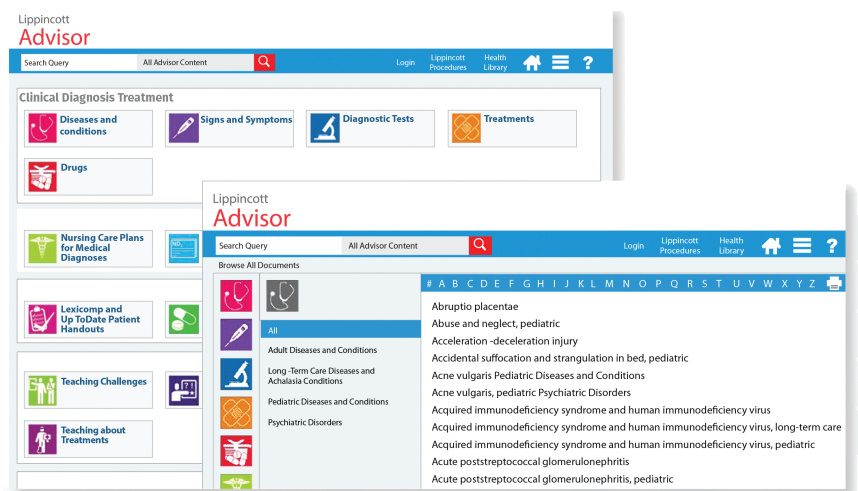 Lippincott
Advisor
Search Query
All Advisor Content
Login
Lippincott
Procedures
Health
Library
?
Clinical Diagnosis Treatment
Diseases and
conditions
Signs and Symptoms
Diagnostic Tests
Treatments
Drugs
Nursing Care Plans
for Medical
Diagnoses
Lexicomp and
Up ToDate Patient
Handouts
Teaching Challenges
Teaching about
Treatments
Lippincott
Advisor
Search Query
All Advisor Content
Login
Lippincott
Procedures
Health
Library
?
Browse All Documents
# A B C D E F G H I J K L M N O P Q R S T U V W X Y Z
All
Adult Diseases and Conditions
Long -Term Care Diseases and
Achalasia Conditions
Pediatric Diseases and Conditions
Psychiatric Disorders
Abruptio placentae
Abuse and neglect, pediatric
Acceleration -deceleration injury
Accidental suffocation and strangulation in bed, pediatric
Acne vulgaris Pediatric Diseases and Conditions
Acne vulgaris, pediatric Psychiatric Disorders
Acquired immunodeficiency syndrome and human immunodeficiency virus
Acquired immunodeficiency syndrome and human immunodeficiency virus, long-term care
Acquired immunodeficiency syndrome and human immunodeficiency virus, pediatric
Acute poststreptococcal glomerulonephritis
Acute poststreptococcal glomerulonephritis, pediatric